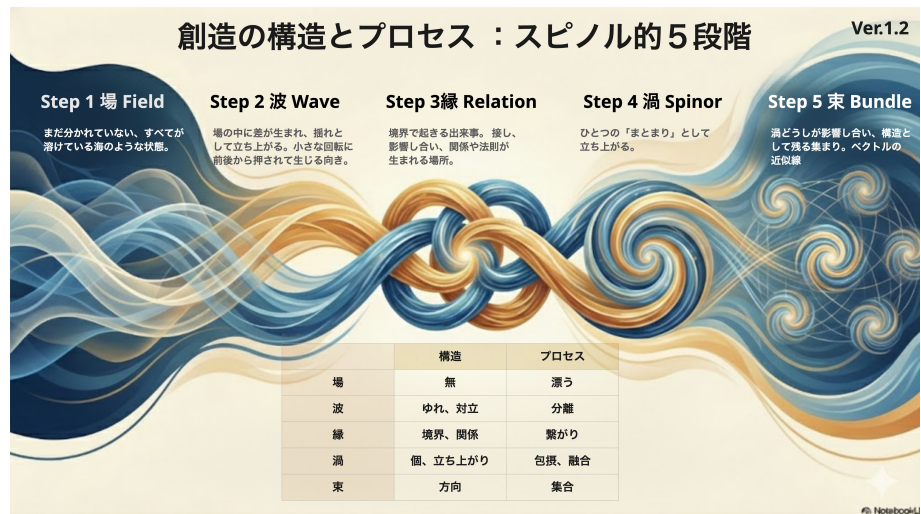 創造の構造とプロセス ：スピノル的５段階
Ver.1.2
Step 1 場 Field
まだ分かれていない、すべてが
溶けている海のような状態。
Step 2 波 Wave
場の中に差が生まれ、揺れと
して立ち上がる。小さな回転に
前後から押されて生じる向き。
Step 3縁 Relation
境界で起きる出来事。 接し、
影響し合い、関係や法則が
生まれる場所。
Step 4 渦 Spinor
ひとつの「まとまり」として
立ち上がる。
Step 5 束 Bundle
渦どうしが影響し合い、構造と
して残る集まり。ベクトルの
近似線
構造 プロセス
場 無 漂う
波 ゆれ、対立 分離
縁 境界、関係 繋がり
渦 個、立ち上がり 包摂、融合
束 方向 集合